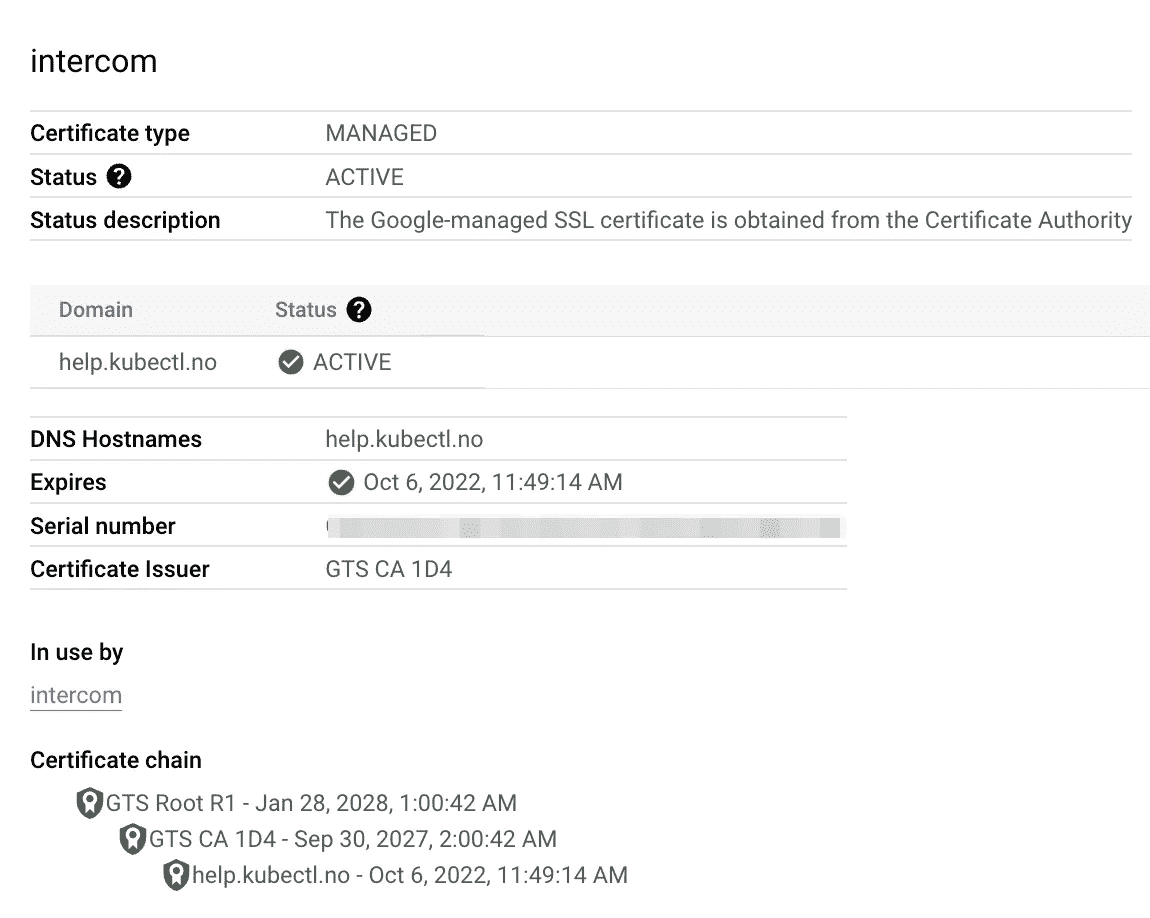 intercom
Certificate type MANAGED
Status ? ACTIVE
Status description The Google-managed SSL certificate is obtained from the Certificate Authority
Domain Status ?
help.kubectl.no ACTIVE
DNS Hostnames help.kubectl.no
Expires Oct 6, 2022, 11:49:14 AM
Serial number
Certificate Issuer GTS CA 1D4
In use by
intercom
Certificate chain
GTS Root R1 - Jan 28, 2028, 1:00:42 AM
GTS CA 1D4 - Sep 30, 2027, 2:00:42 AM
help.kubectl.no - Oct 6, 2022, 11:49:14 AM